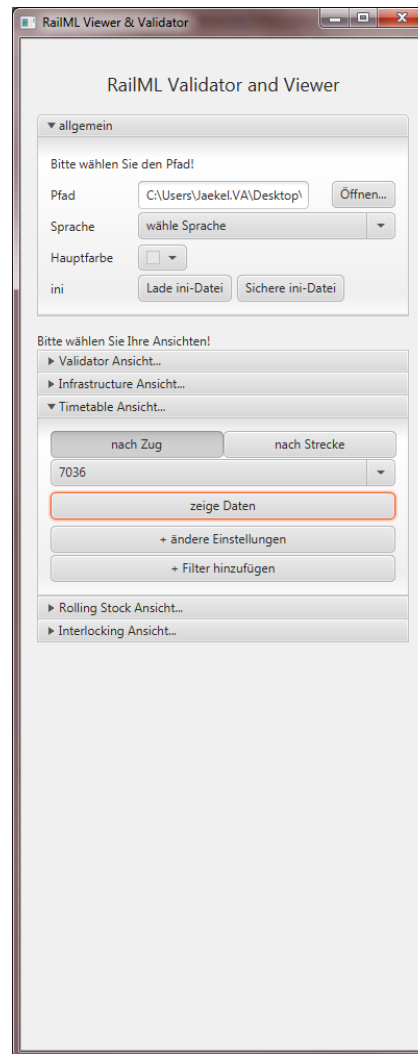 RailML Viewer & Validator
RailML Validator and Viewer
allgemein
Bitte wählen Sie den Pfad!
Pfad C:\Users\Jaekel.VA\Desktop\ Öffnen...
Sprache wähle Sprache
Hauptfarbe
ini Lade ini-Datei Sichere ini-Datei
Bitte wählen Sie Ihre Ansichten!
Validator Ansicht...
Infrastructure Ansicht...
Timetable Ansicht...
nach Zug nach Strecke
7036
zeige Daten
+ ändere Einstellungen
+ Filter hinzufügen
Rolling Stock Ansicht...
Interlocking Ansicht...